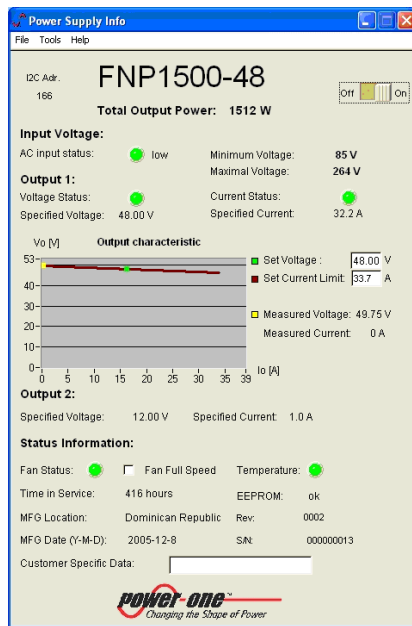 Power Supply Info
File Tools Help
I2C Adr.
166
FNP1500-48
Off On
Total Output Power: 1512 W
Input Voltage:
AC input status: low
Minimum Voltage: 85 V
Maximal Voltage: 264 V
Output 1:
Voltage Status:
Current Status:
Specified Voltage: 48.00 V
Specified Current: 32.2 A
Vo [V] Output characteristic
53
40
30
20
10
0
0 5 10 15 20 25 30 35 39 Io [A]
Set Voltage : 48.00 V
Set Current Limit: 33.7 A
Measured Voltage: 49.75 V
Measured Current: 0 A
Output 2:
Specified Voltage: 12.00 V Specified Current: 1.0 A
Status Information:
Fan Status: Fan Full Speed Temperature:
Time in Service: 416 hours EEPROM: ok
MFG Location: Dominican Republic Rev: 0002
MFG Date (Y-M-D): 2005-12-8 S/N: 000000013
Customer Specific Data:
power-one™
Changing the Shape of Power